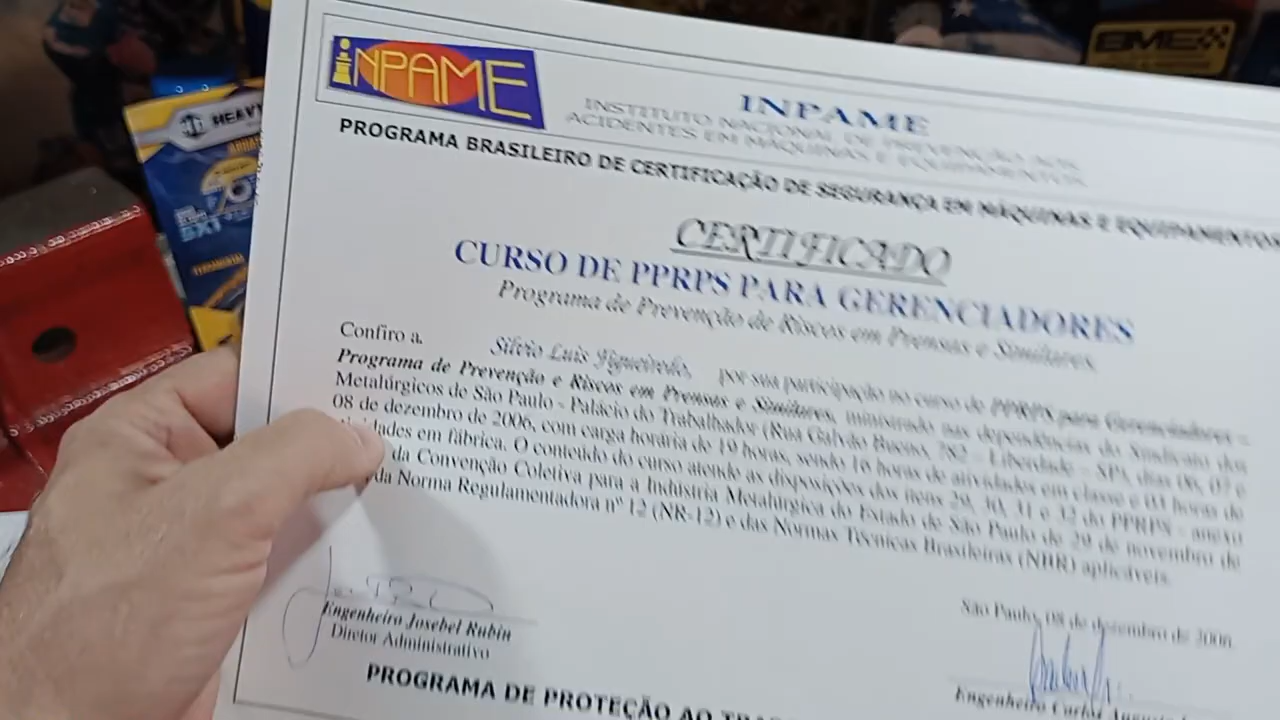 INPAME
INPAME
INSTITUTO NACIONAL DE PREVENÇÃO AOS
ACIDENTES EM MÁQUINAS E EQUIPAMENTOS
PROGRAMA BRASILEIRO DE CERTIFICAÇÃO DE SEGURANÇA EM MÁQUINAS E EQUIPAMENTOS
CERTIFICADO
CURSO DE PPRPS PARA GERENCIADORES
Programa de Prevenção de Riscos em Prensas e Similares
Confiro a. Silvio Luis Figueiredo, por sua participação no curso de PPRPS para Gerenciadores –
Programa de Prevenção e Riscos em Prensas e Similares, ministrado nas dependências do Sindicato dos
Metalúrgicos de São Paulo - Palácio do Trabalhador (Rua Galvão Bueno, 782 – Liberdade – SP), dias 06, 07 e
08 de dezembro de 2006, com carga horária de 19 horas, sendo 16 horas de atividades em classe e 03 horas de
dades em fábrica. O conteúdo do curso atende as disposições dos itens 29, 30, 31 e 32 do PPRPS - anexo
da Convenção Coletiva para a Indústria Metalúrgica do Estado de São Paulo de 29 de novembro de
da Norma Regulamentadora nº 12 (NR-12) e das Normas Técnicas Brasileiras (NBR) aplicáveis.
São Paulo, 08 de dezembro de 2006.
Engenheiro Josebel Rubin
Diretor Administrativo
Engenheiro Carlos
PROGRAMA DE PROTEÇÃO AO
HEAVY
BMEX